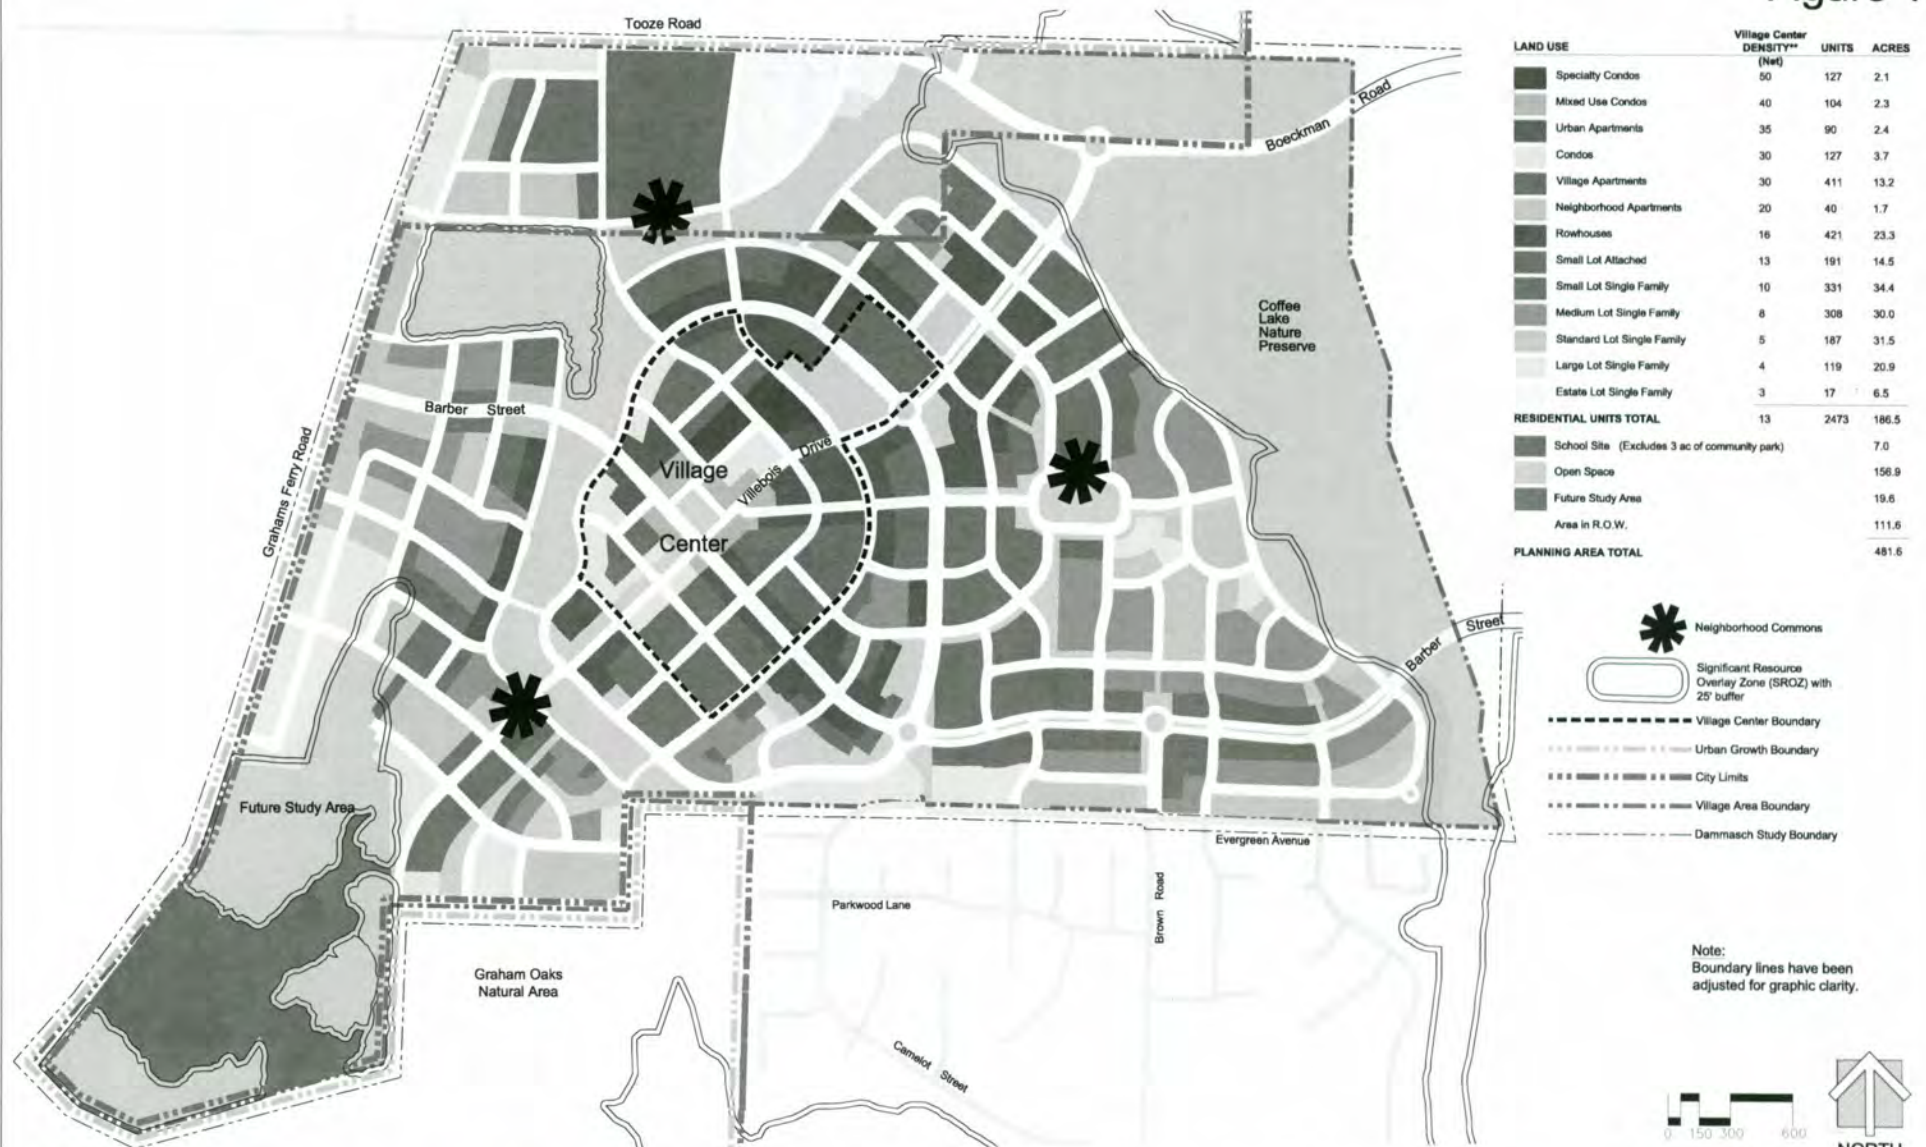 Figure
Tooze Road
Boeckman Road
Coffee
Lake
Nature
Preserve
Barber Street
Grahams Ferry Road
Village
Center
Villebois Drive
Barber Street
Future Study Area
Evergreen Avenue
Parkwood Lane
Brown Road
Graham Oaks
Natural Area
Camelot Street
LAND USE Village Center DENSITY** (Net) UNITS ACRES
Specialty Condos 50 127 2.1
Mixed Use Condos 40 104 2.3
Urban Apartments 35 90 2.4
Condos 30 127 3.7
Village Apartments 30 411 13.2
Neighborhood Apartments 20 40 1.7
Rowhouses 16 421 23.3
Small Lot Attached 13 191 14.5
Small Lot Single Family 10 331 34.4
Medium Lot Single Family 8 308 30.0
Standard Lot Single Family 5 187 31.5
Large Lot Single Family 4 119 20.9
Estate Lot Single Family 3 17 6.5
RESIDENTIAL UNITS TOTAL 13 2473 186.5
School Site (Excludes 3 ac of community park) 7.0
Open Space 156.9
Future Study Area 19.6
Area in R.O.W. 111.6
PLANNING AREA TOTAL 481.6
Neighborhood Commons
Significant Resource
Overlay Zone (SROZ) with
25' buffer
Village Center Boundary
Urban Growth Boundary
City Limits
Village Area Boundary
Dammasch Study Boundary
Note:
Boundary lines have been
adjusted for graphic clarity.
0 150 300 600
NORTH